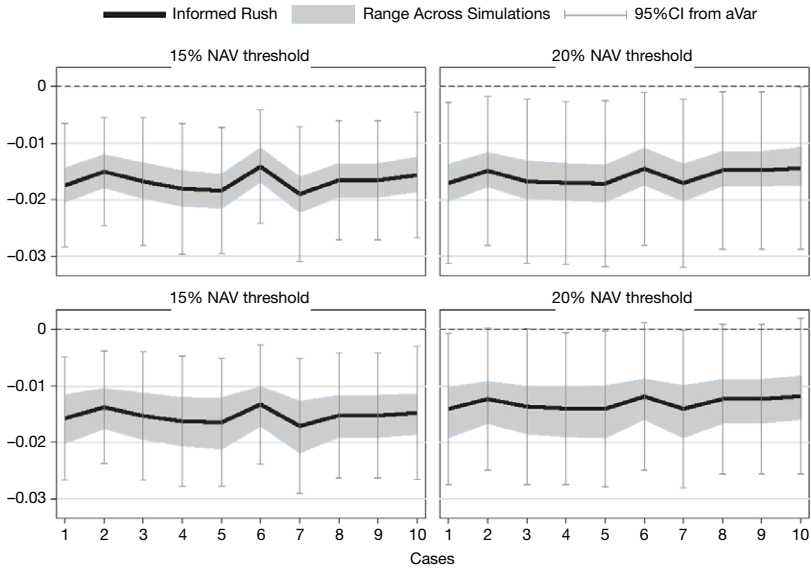 Informed Rush Range Across Simulations 95%CI from aVar
15% NAV threshold 20% NAV threshold
0
−0.01
−0.02
−0.03
15% NAV threshold 20% NAV threshold
0
−0.01
−0.02
−0.03
1 2 3 4 5 6 7 8 9 10 1 2 3 4 5 6 7 8 9 10
Cases